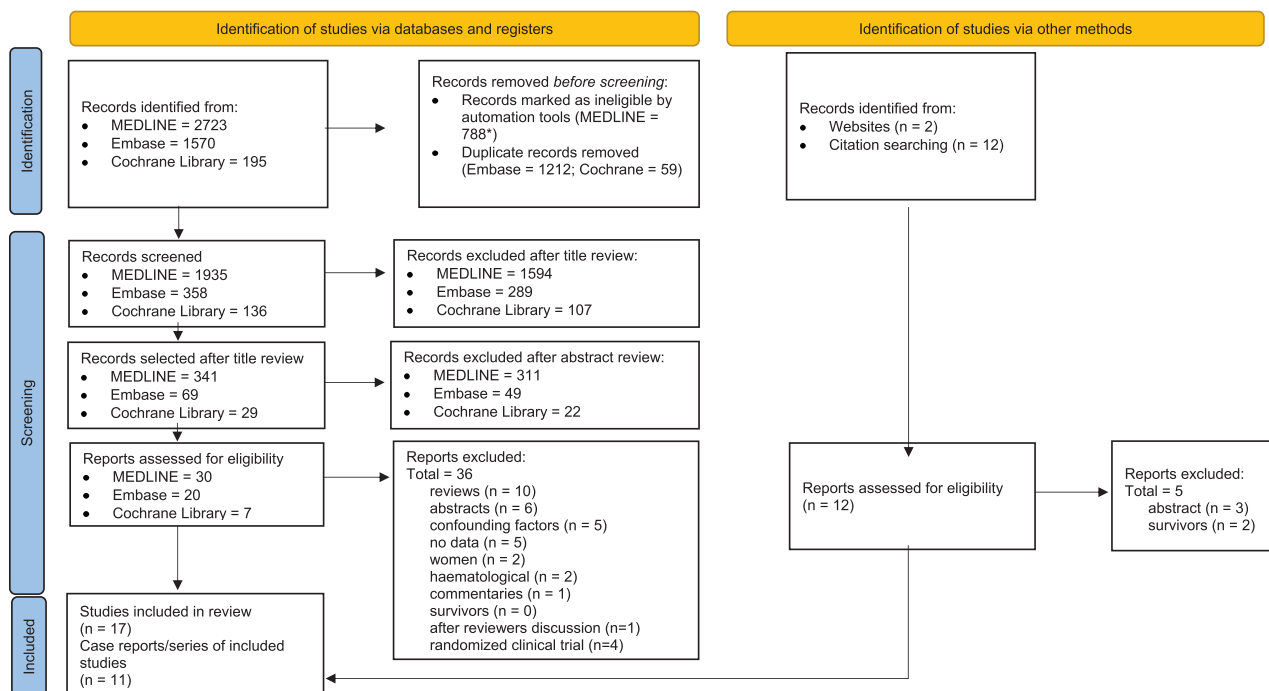 Identification of studies via databases and registers
Identification of studies via other methods
Identification
Records identified from:
● MEDLINE = 2723
● Embase = 1570
● Cochrane Library = 195
Records removed before screening:
● Records marked as ineligible by
automation tools (MEDLINE =
788*)
● Duplicate records removed
(Embase = 1212; Cochrane = 59)
Records identified from:
● Websites (n = 2)
● Citation searching (n = 12)
Screening
Records screened
● MEDLINE = 1935
● Embase = 358
● Cochrane Library = 136
Records excluded after title review:
● MEDLINE = 1594
● Embase = 289
● Cochrane Library = 107
Records selected after title review
● MEDLINE = 341
● Embase = 69
● Cochrane Library = 29
Records excluded after abstract review:
● MEDLINE = 311
● Embase = 49
● Cochrane Library = 22
Reports assessed for eligibility
● MEDLINE = 30
● Embase = 20
● Cochrane Library = 7
Reports excluded:
Total = 36
reviews (n = 10)
abstracts (n = 6)
confounding factors (n = 5)
no data (n = 5)
women (n = 2)
haematological (n = 2)
commentaries (n = 1)
survivors (n = 0)
after reviewers discussion (n=1)
randomized clinical trial (n=4)
Reports assessed for eligibility
(n = 12)
Reports excluded:
Total = 5
abstract (n = 3)
survivors (n = 2)
Included
Studies included in review
(n = 17)
Case reports/series of included
studies
(n = 11)